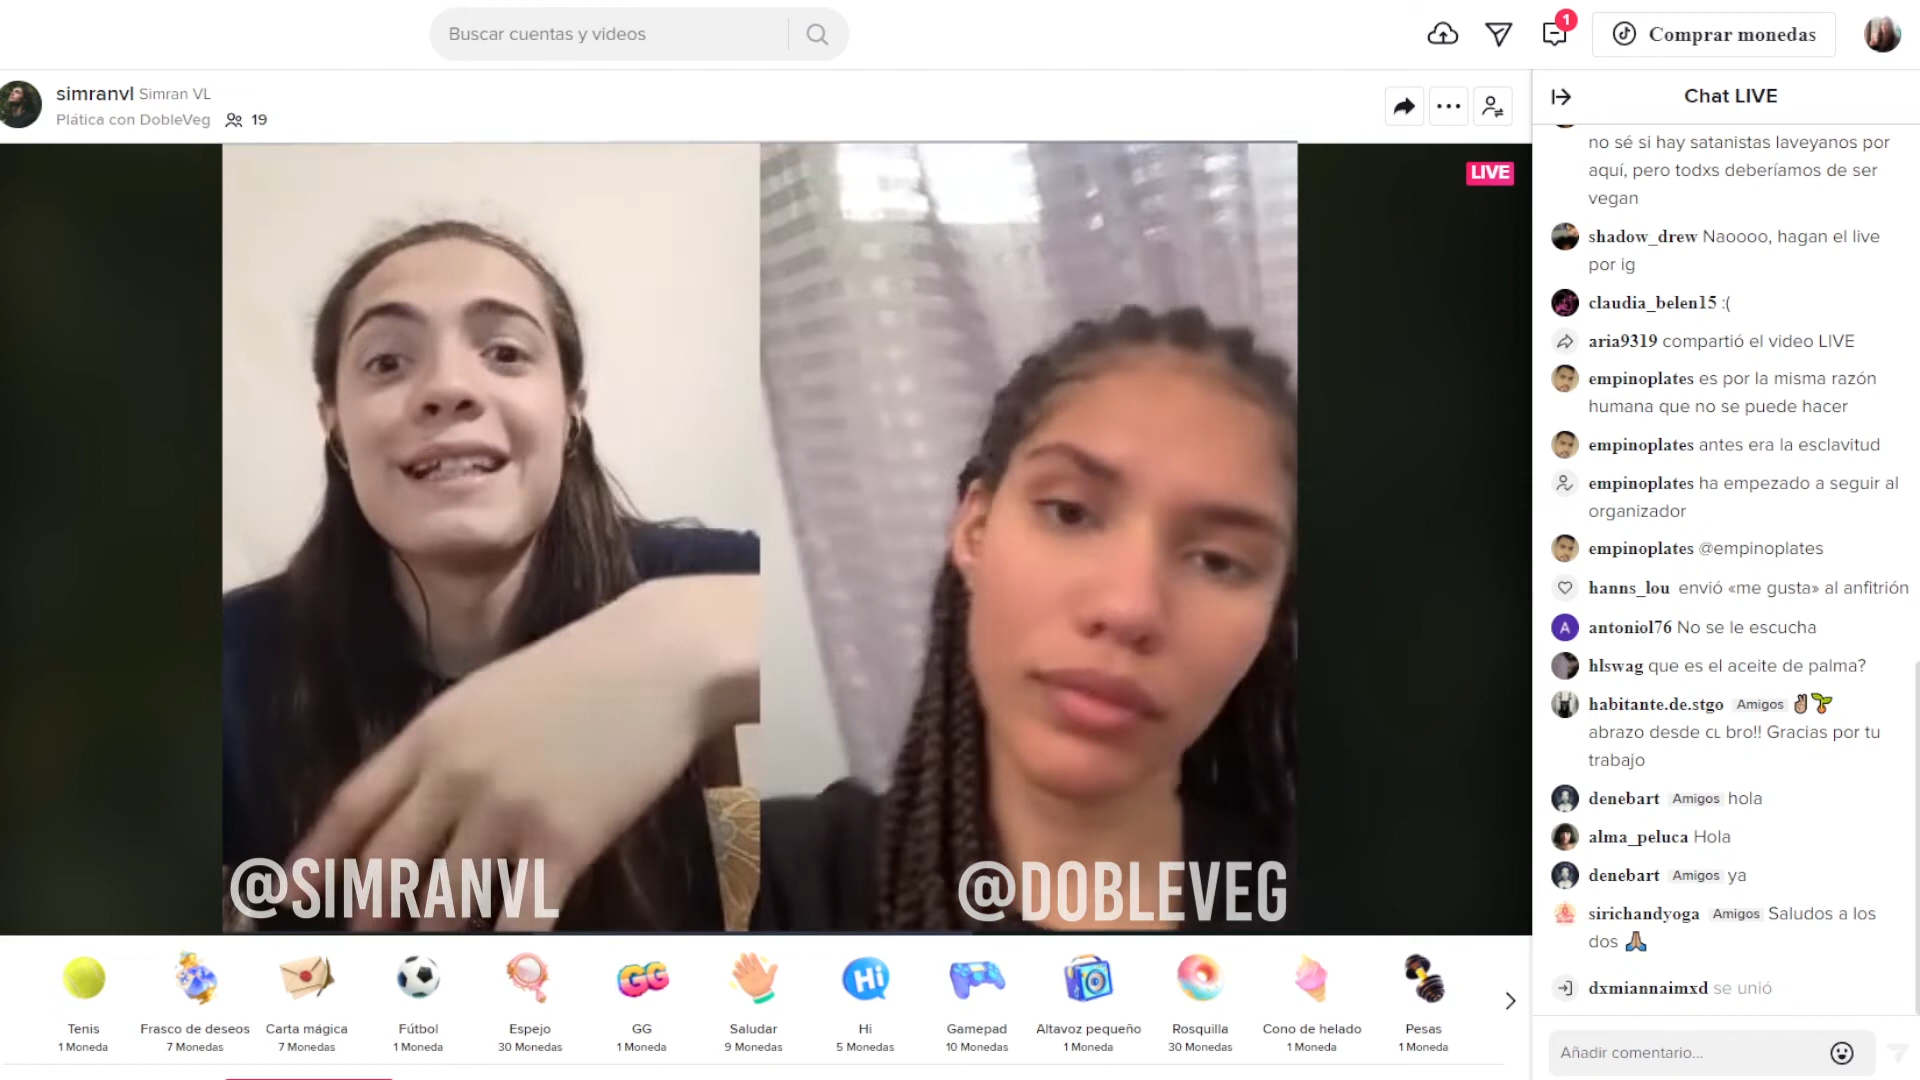 Buscar cuentas y videos
1
Comprar monedas
simranvl Simran VL
Plática con DobleVeg 19
LIVE
@SIMRANVL
@DOBLEVEG
Tenis
1 Moneda
Frasco de deseos
7 Monedas
Carta mágica
7 Monedas
Fútbol
1 Moneda
Espejo
30 Monedas
GG
GG
1 Moneda
Saludar
9 Monedas
Hi
Hi
5 Monedas
Gamepad
10 Monedas
Altavoz pequeño
1 Moneda
Rosquilla
30 Monedas
Cono de helado
1 Moneda
Pesas
1 Moneda
Chat LIVE
no sé si hay satanistas laveyanos por
aquí, pero todxs deberíamos de ser
vegan
shadow_drew Naoooo, hagan el live
por ig
claudia_belen15 :(
aria9319 compartió el video LIVE
empinoplates es por la misma razón
humana que no se puede hacer
empinoplates antes era la esclavitud
empinoplates ha empezado a seguir al
organizador
empinoplates @empinoplates
hanns_lou envió «me gusta» al anfitrión
A antoniol76 No se le escucha
hlswag que es el aceite de palma?
habitante.de.stgo Amigos ✌🏽🌱
abrazo desde cʟ bro!! Gracias por tu
trabajo
denebart Amigos hola
alma_peluca Hola
denebart Amigos ya
sirichandyoga Amigos Saludos a los
dos 🙏🏽
dxmiannaimxd se unió
Añadir comentario...